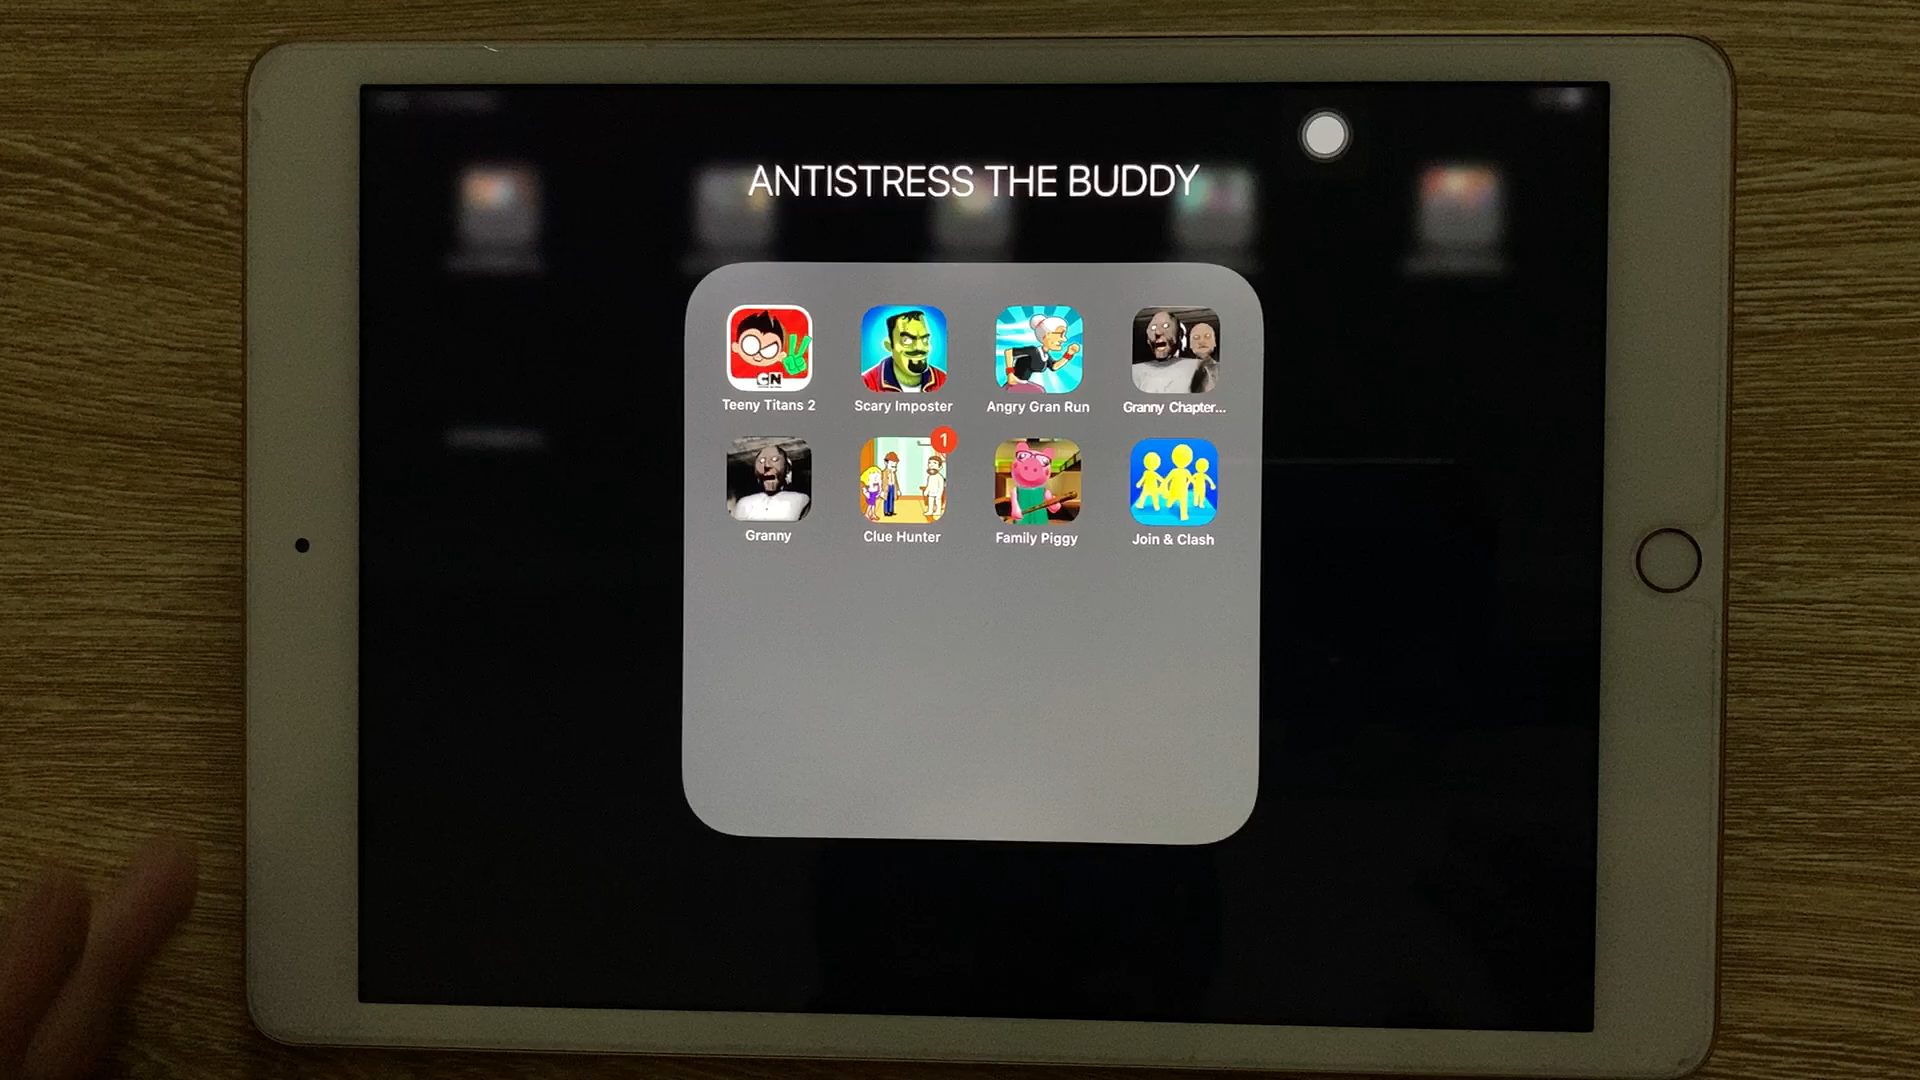 ANTISTRESS THE BUDDY
CN
Teeny Titans 2
Scary Imposter
Angry Gran Run
Granny Chapter...
1
Granny
Clue Hunter
Family Piggy
Join & Clash